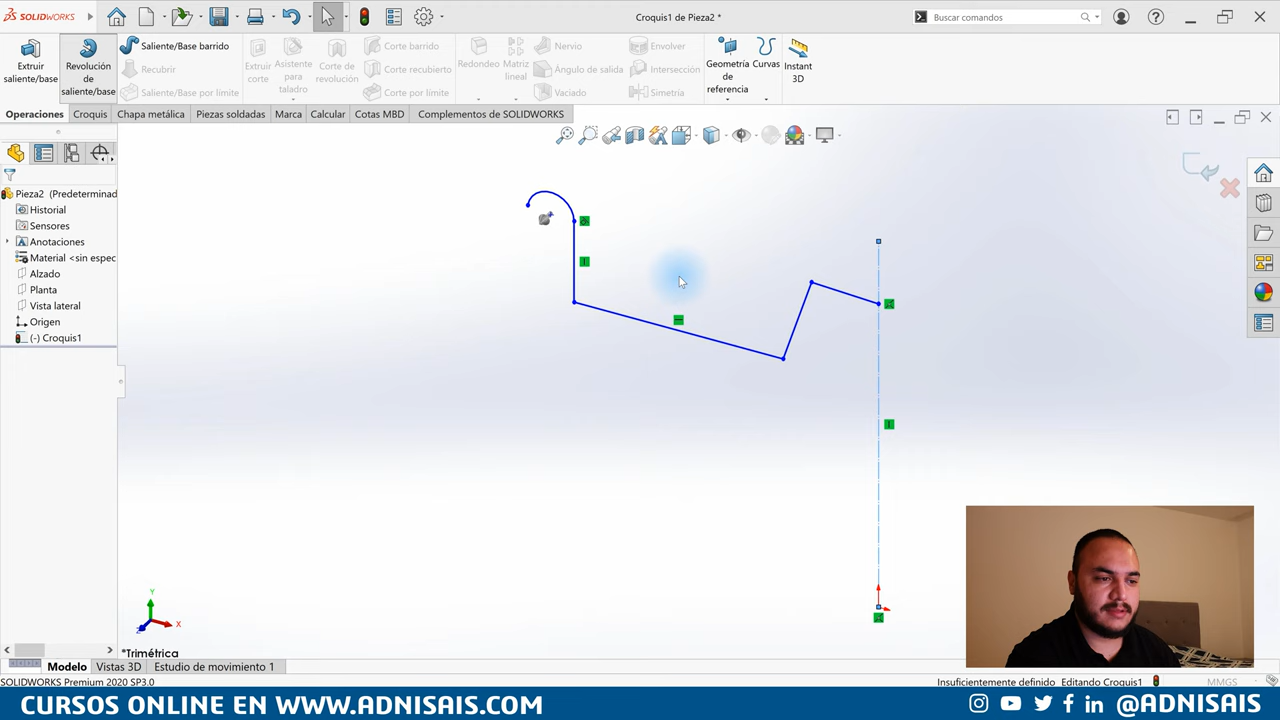 SOLIDWORKS
Croquis1 de Pieza2 *
Buscar comandos
Extruir
saliente/base
Revolución
de
saliente/base
Saliente/Base barrido
Recubrir
Saliente/Base por límite
Extruir
corte
Asistente
para
taladro
Corte de
revolución
Corte barrido
Corte recubierto
Corte por límite
Redondeo
Matriz
lineal
Nervio
Ángulo de salida
Vaciado
Envolver
Intersección
Simetría
Geometría
de
referencia
Curvas
Instant
3D
Operaciones
Croquis
Chapa metálica
Piezas soldadas
Marca
Calcular
Cotas MBD
Complementos de SOLIDWORKS
Pieza2 (Predeterminad
Historial
Sensores
Anotaciones
Material <sin espec
Alzado
Planta
Vista lateral
Origen
(-) Croquis1
Y
X
Z
*Trimétrica
Modelo
Vistas 3D
Estudio de movimiento 1
SOLIDWORKS Premium 2020 SP3.0
Insuficientemente definido
Editando Croquis1
MMGS
CURSOS ONLINE EN WWW.ADNISAIS.COM
@ADNISAIS